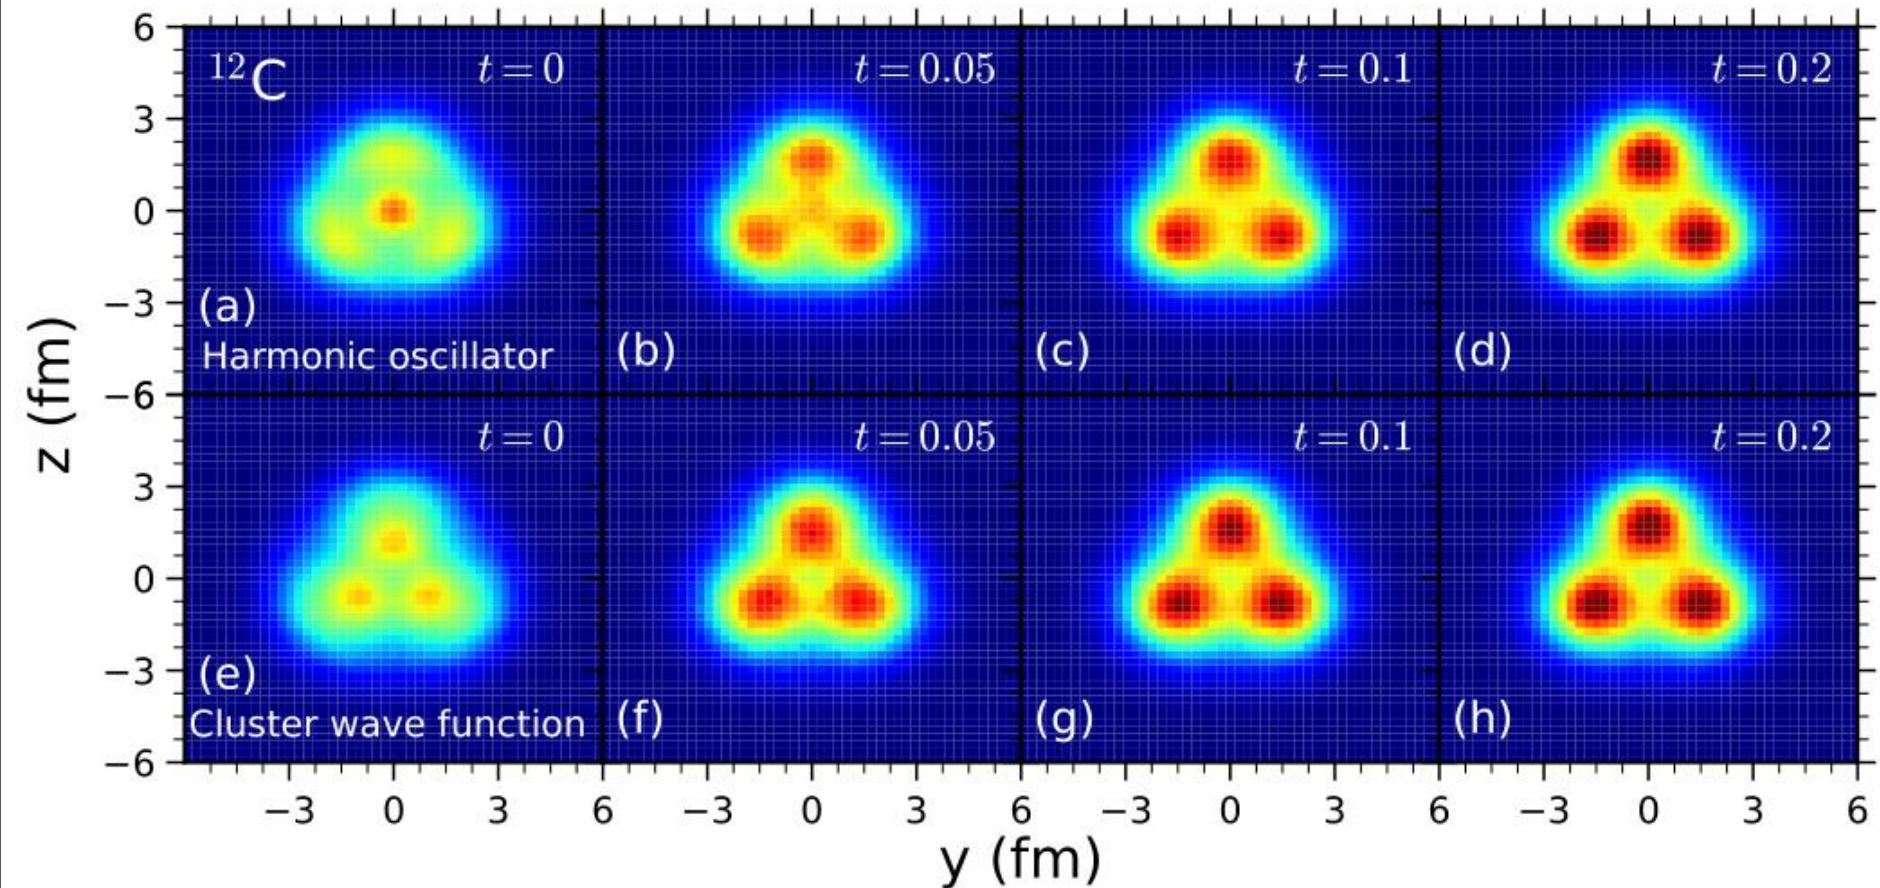 ¹²C
t = 0
t = 0.05
t = 0.1
t = 0.2
(a)
Harmonic oscillator
(b)
(c)
(d)
t = 0
t = 0.05
t = 0.1
t = 0.2
(e)
Cluster wave function
(f)
(g)
(h)
6
3
0
−3
−6
3
0
−3
−6
z (fm)
−3 0 3 6 −3 0 3 6 −3 0 3 6 −3 0 3 6
y (fm)